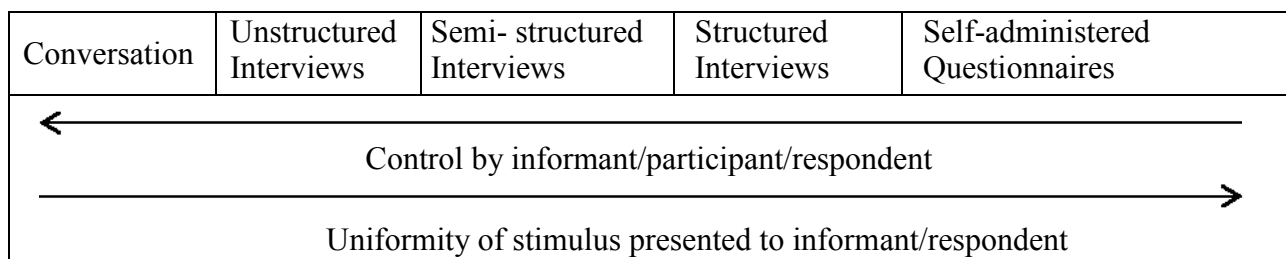 Conversation
Unstructured
Interviews
Semi- structured
Interviews
Structured
Interviews
Self-administered
Questionnaires
Control by informant/participant/respondent
Uniformity of stimulus presented to informant/respondent